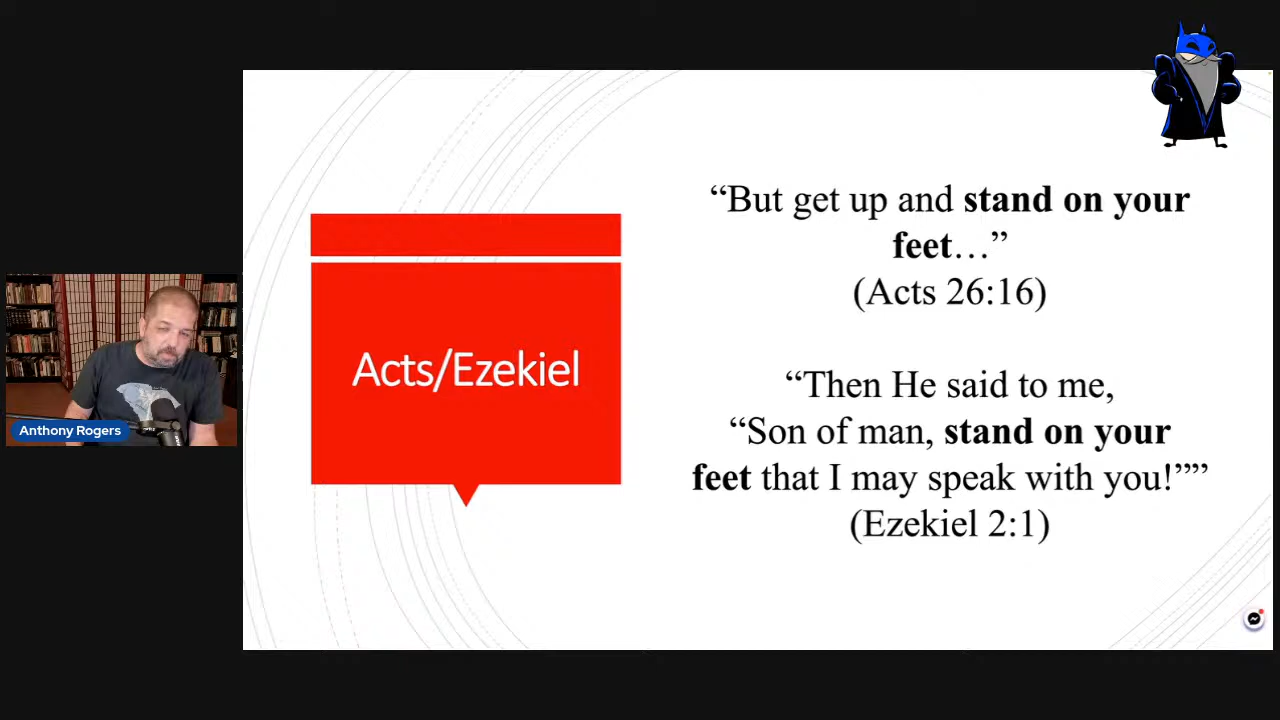 “But get up and stand on your
feet…”
(Acts 26:16)
Acts/Ezekiel
“Then He said to me,
“Son of man, stand on your
feet that I may speak with you!”””
(Ezekiel 2:1)
Anthony Rogers